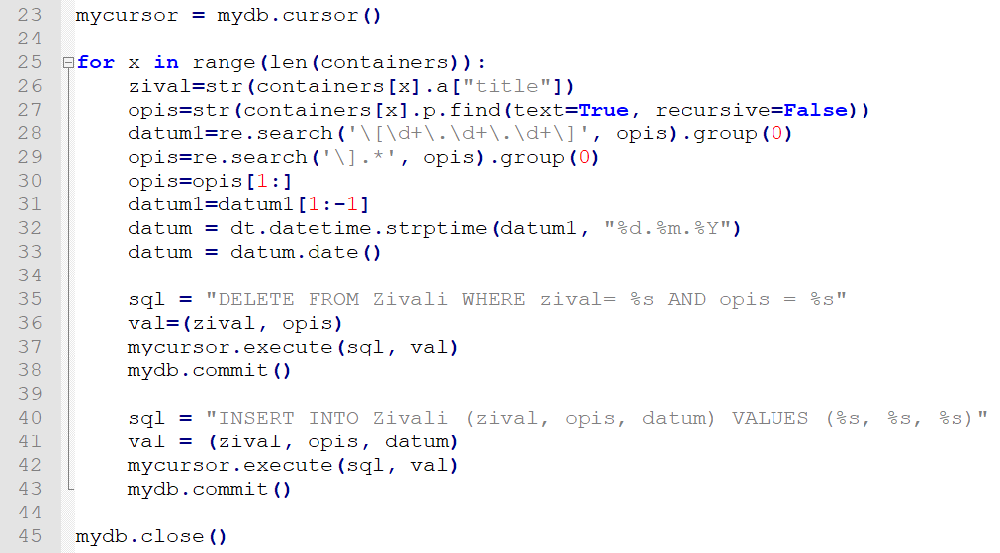 23 mycursor = mydb.cursor()
24
25 for x in range(len(containers)):
26     zival=str(containers[x].a["title"])
27     opis=str(containers[x].p.find(text=True, recursive=False))
28     datum1=re.search('\[\d+\.\d+\.\d+\]', opis).group(0)
29     opis=re.search('\].*', opis).group(0)
30     opis=opis[1:]
31     datum1=datum1[1:-1]
32     datum = dt.datetime.strptime(datum1, "%d.%m.%Y")
33     datum = datum.date()
34
35     sql = "DELETE FROM Zivali WHERE zival= %s AND opis = %s"
36     val=(zival, opis)
37     mycursor.execute(sql, val)
38     mydb.commit()
39
40     sql = "INSERT INTO Zivali (zival, opis, datum) VALUES (%s, %s, %s)"
41     val = (zival, opis, datum)
42     mycursor.execute(sql, val)
43     mydb.commit()
44
45 mydb.close()